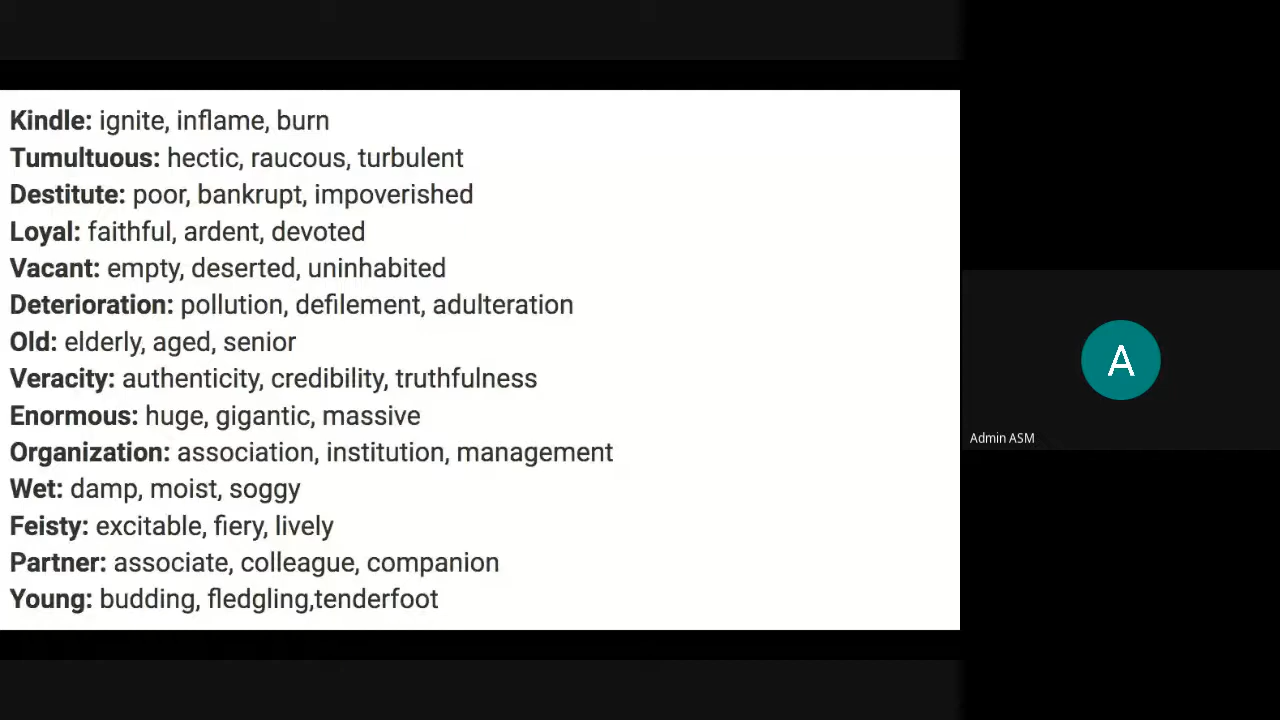 Kindle: ignite, inflame, burn
Tumultuous: hectic, raucous, turbulent
Destitute: poor, bankrupt, impoverished
Loyal: faithful, ardent, devoted
Vacant: empty, deserted, uninhabited
Deterioration: pollution, defilement, adulteration
Old: elderly, aged, senior
Veracity: authenticity, credibility, truthfulness
Enormous: huge, gigantic, massive
Organization: association, institution, management
Wet: damp, moist, soggy
Feisty: excitable, fiery, lively
Partner: associate, colleague, companion
Young: budding, fledgling,tenderfoot
A
Admin ASM